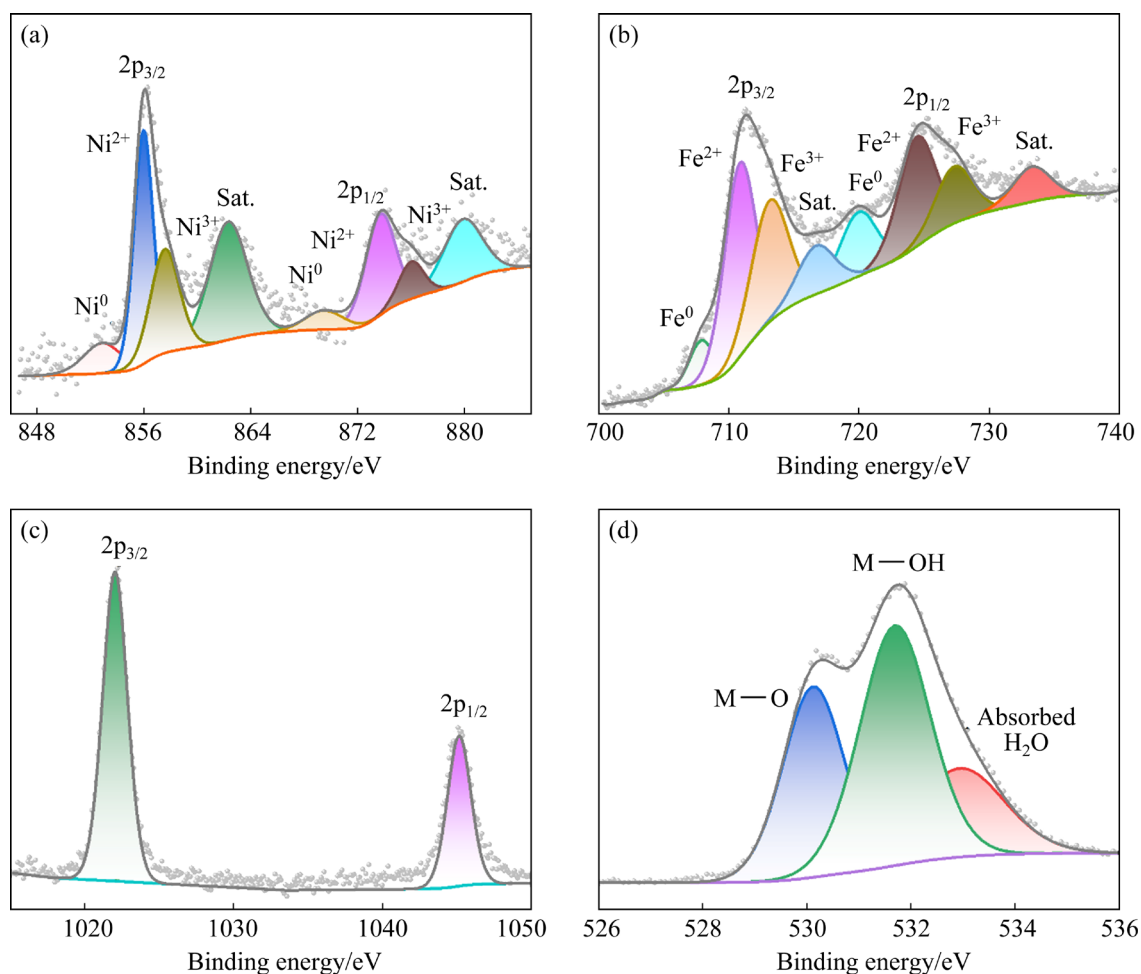 (a)
2p3/2
Ni2+
Ni3+
Sat.
Ni0
Ni0
Ni2+
2p1/2
Ni3+
Sat.
848 856 864 872 880
Binding energy/eV
(b)
2p3/2
Fe2+
Fe3+
Sat.
Fe0
Fe0
Fe2+
2p1/2
Fe3+
Sat.
700 710 720 730 740
Binding energy/eV
(c)
2p3/2
2p1/2
1020 1030 1040 1050
Binding energy/eV
(d)
M—OH
M—O
Absorbed
H2O
526 528 530 532 534 536
Binding energy/eV